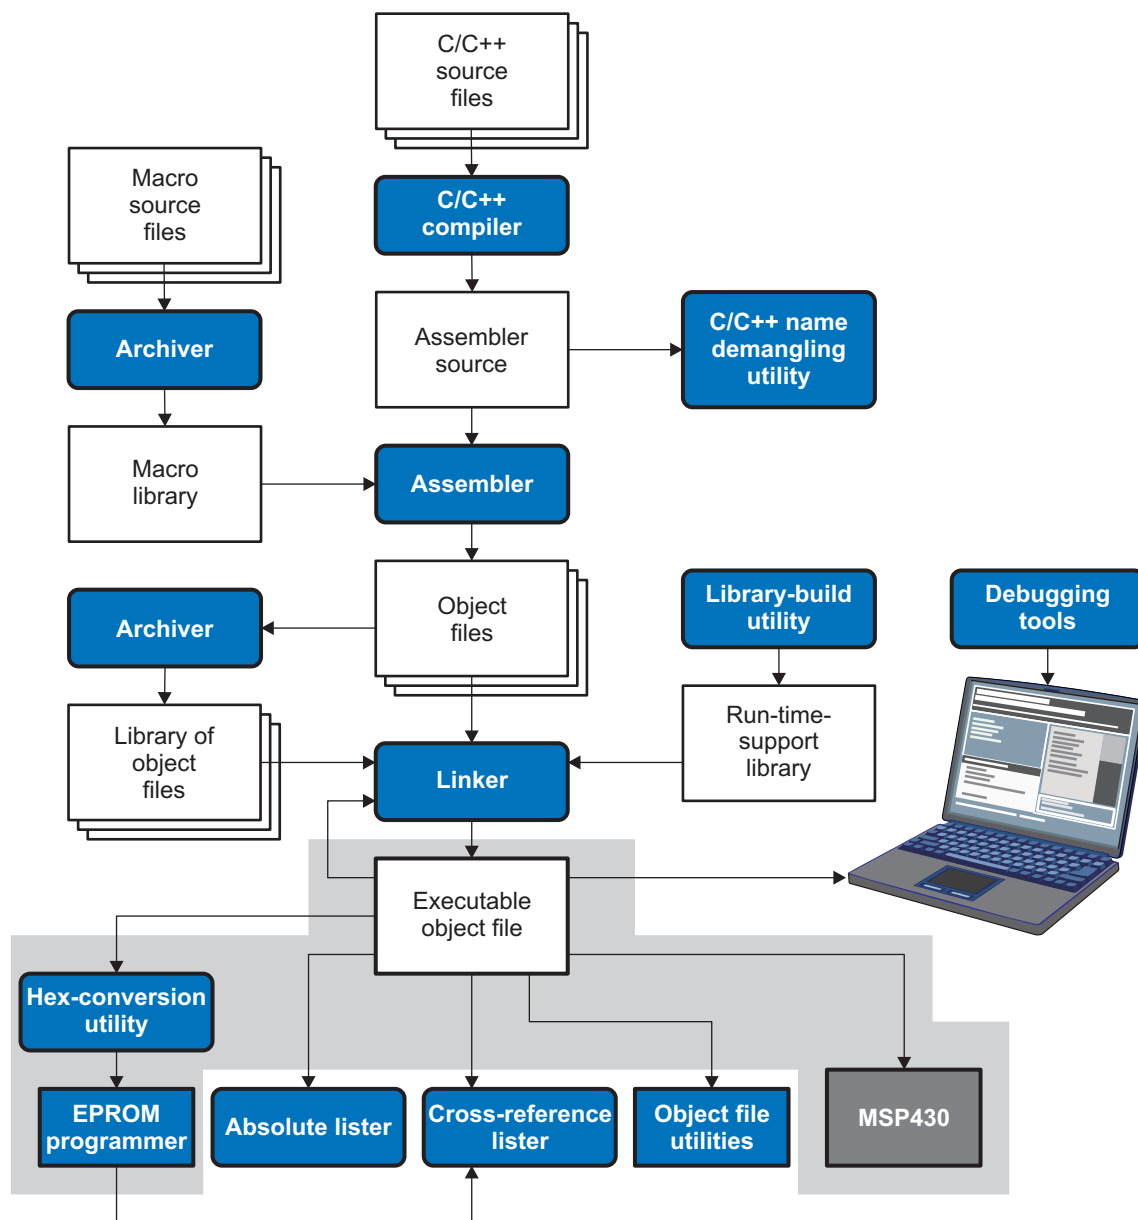 C/C++
source
files
Macro
source
files
C/C++
compiler
Archiver
Assembler
source
C/C++ name
demangling
utility
Macro
library
Assembler
Archiver
Object
files
Library-build
utility
Debugging
tools
Library of
object
files
Linker
Run-time-
support
library
Executable
object file
Hex-conversion
utility
EPROM
programmer
Absolute lister
Cross-reference
lister
Object file
utilities
MSP430